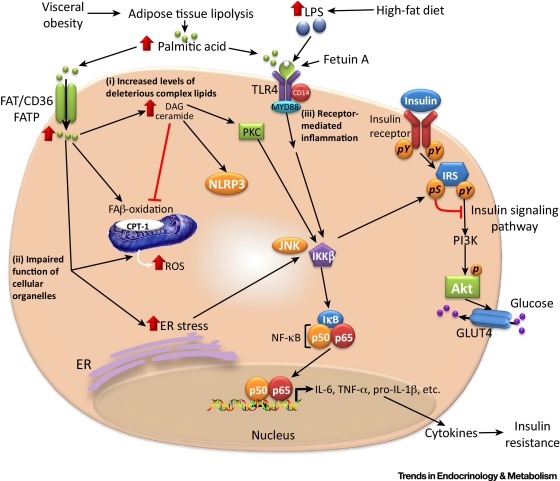 Visceral
obesity
Adipose tissue lipolysis
LPS
High-fat diet
Palmitic acid
Fetuin A
FAT/CD36
FATP
(i) Increased levels of
deleterious complex lipids
DAG
ceramide
TLR4
CD14
MYD88
(iii) Receptor-
mediated
inflammation
PKC
NLRP3
Insulin
Insulin
receptor
pY
pY
IRS
pS
pY
Insulin signaling
pathway
PI3K
p
Akt
Glucose
GLUT4
FAβ-oxidation
CPT-1
ROS
(ii) Impaired
function of
cellular
organelles
JNK
IKKβ
ER stress
ER
IκB
NF-κB
p50
p65
p50
p65
IL-6, TNF-α, pro-IL-1β, etc.
Nucleus
Cytokines
Insulin
resistance
Trends in Endocrinology & Metabolism